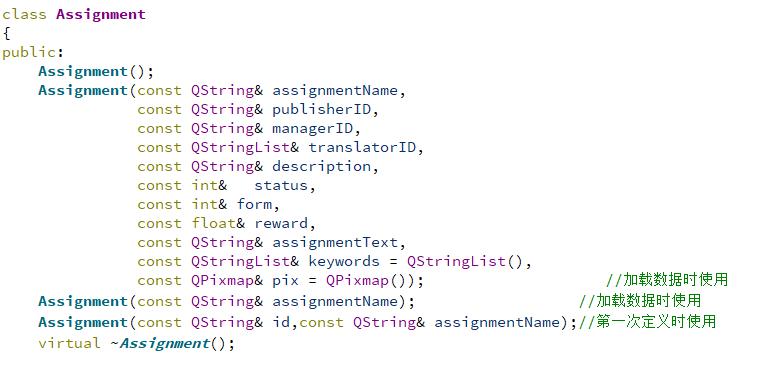 class Assignment
{
public:
    Assignment();
    Assignment(const QString& assignmentName,
               const QString& publisherID,
               const QString& managerID,
               const QStringList& translatorID,
               const QString& description,
               const int&   status,
               const int& form,
               const float& reward,
               const QString& assignmentText,
               const QStringList& keywords = QStringList(),
               const QPixmap& pix = QPixmap());                    //加载数据时使用
    Assignment(const QString& assignmentName);                  //加载数据时使用
    Assignment(const QString& id,const QString& assignmentName);//第一次定义时使用
    virtual ~Assignment();